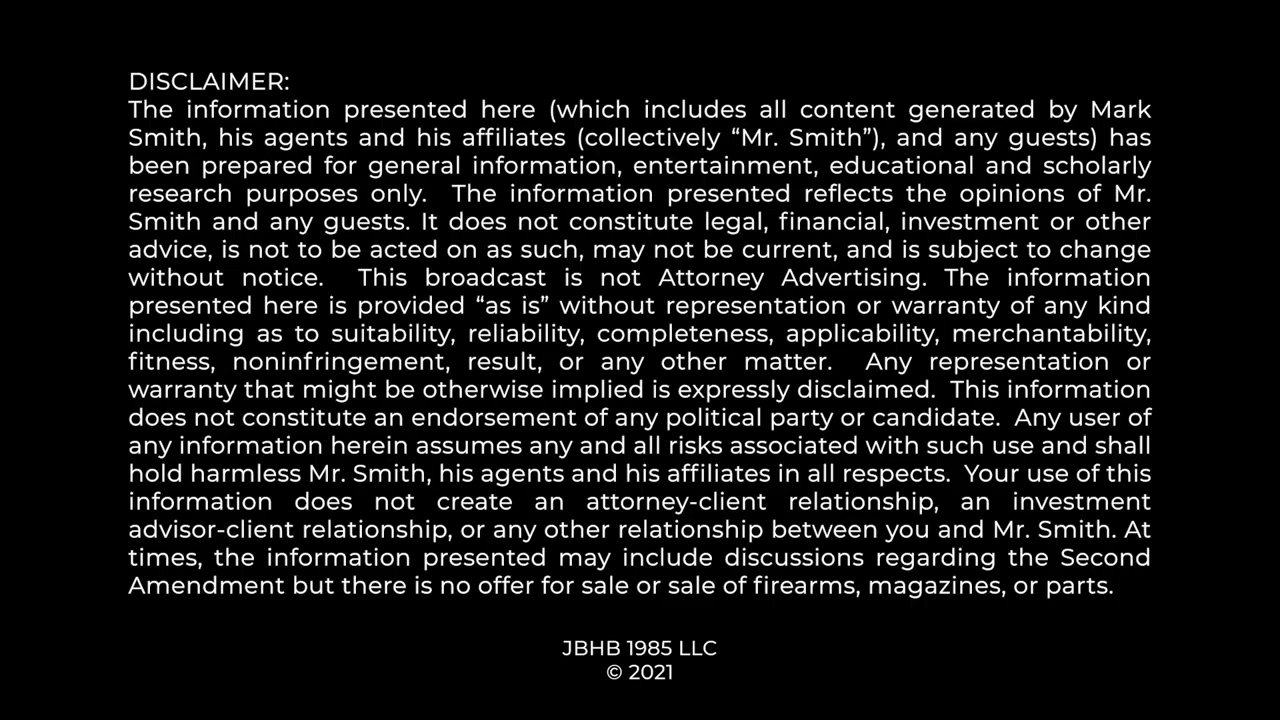 DISCLAIMER:
The information presented here (which includes all content generated by Mark
Smith, his agents and his affiliates (collectively “Mr. Smith”), and any guests) has
been prepared for general information, entertainment, educational and scholarly
research purposes only.  The information presented reflects the opinions of Mr.
Smith and any guests. It does not constitute legal, financial, investment or other
advice, is not to be acted on as such, may not be current, and is subject to change
without notice.  This broadcast is not Attorney Advertising. The information
presented here is provided “as is” without representation or warranty of any kind
including as to suitability, reliability, completeness, applicability, merchantability,
fitness, noninfringement, result, or any other matter.  Any representation or
warranty that might be otherwise implied is expressly disclaimed.  This information
does not constitute an endorsement of any political party or candidate.  Any user of
any information herein assumes any and all risks associated with such use and shall
hold harmless Mr. Smith, his agents and his affiliates in all respects.  Your use of this
information does not create an attorney-client relationship, an investment
advisor-client relationship, or any other relationship between you and Mr. Smith. At
times, the information presented may include discussions regarding the Second
Amendment but there is no offer for sale or sale of firearms, magazines, or parts.
JBHB 1985 LLC
© 2021